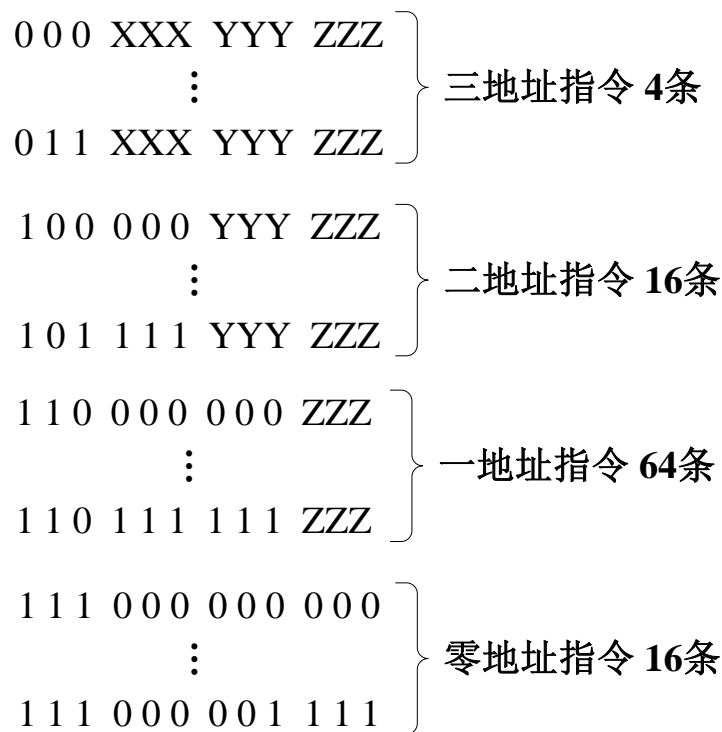 0 0 0 XXX YYY ZZZ
⋮
三地址指令 4条
0 1 1 XXX YYY ZZZ
1 0 0 0 0 0 YYY ZZZ
⋮
二地址指令 16条
1 0 1 1 1 1 YYY ZZZ
1 1 0 0 0 0 0 0 0 ZZZ
⋮
一地址指令 64条
1 1 0 1 1 1 1 1 1 ZZZ
1 1 1 0 0 0 0 0 0 0 0 0
⋮
零地址指令 16条
1 1 1 0 0 0 0 0 1 1 1 1